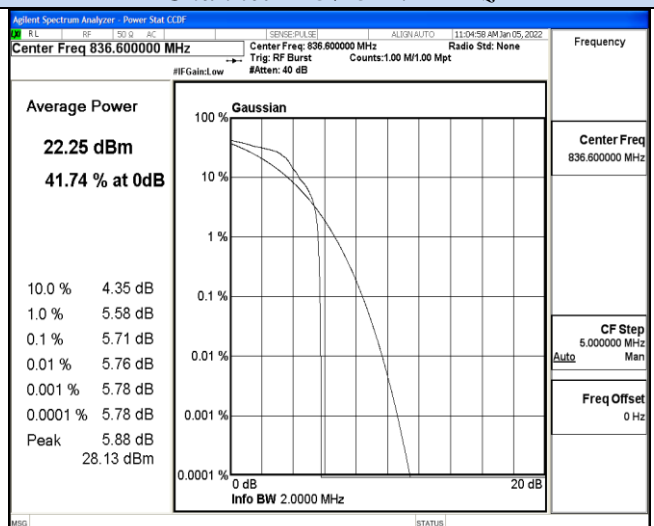 Agilent Spectrum Analyzer - Power Stat CCDF
RL RF 50 Ω AC SENSE:PULSE ALIGN AUTO 11:04:58 AM Jan 05, 2022
Center Freq 836.600000 MHz
Center Freq: 836.600000 MHz Radio Std: None
Trig: RF Burst Counts:1.00 M/1.00 Mpt
#IFGain:Low #Atten: 40 dB
Frequency
Average Power
22.25 dBm
41.74 % at 0dB
10.0 % 4.35 dB
1.0 % 5.58 dB
0.1 % 5.71 dB
0.01 % 5.76 dB
0.001 % 5.78 dB
0.0001 % 5.78 dB
Peak 5.88 dB
28.13 dBm
Gaussian
100 %
10 %
1 %
0.1 %
0.01 %
0.001 %
0.0001 %
0 dB 20 dB
Info BW 2.0000 MHz
Center Freq
836.600000 MHz
CF Step
5.000000 MHz
Auto Man
Freq Offset
0 Hz
MSG STATUS